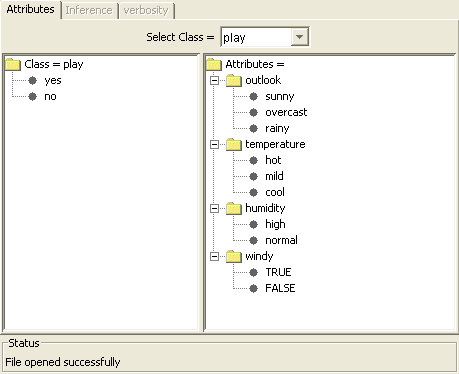 Attributes Inference verbosity
Select Class = play
Class = play
yes
no
Attributes =
outlook
sunny
overcast
rainy
temperature
hot
mild
cool
humidity
high
normal
windy
TRUE
FALSE
Status
File opened successfully